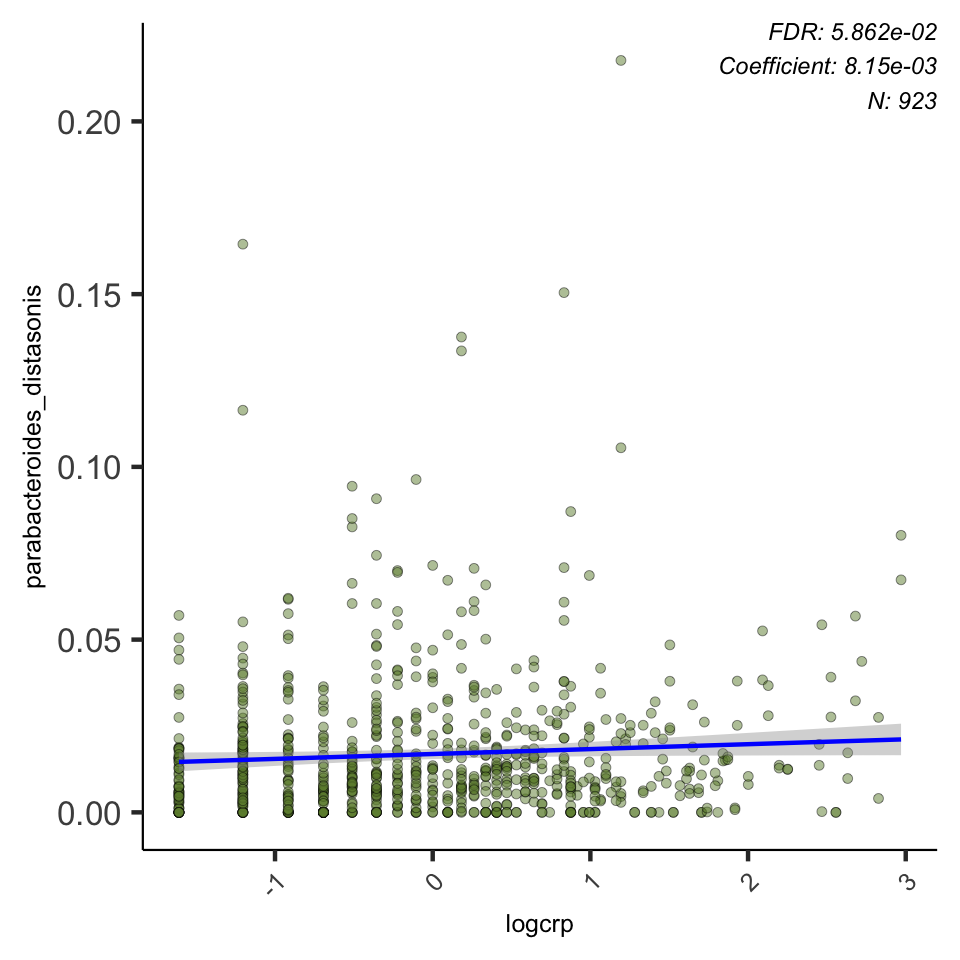 FDR: 5.862e-02
Coefficient: 8.15e-03
N: 923
0.20
0.15
0.10
0.05
0.00
parabacteroides_distasonis
-1
0
1
2
3
logcrp